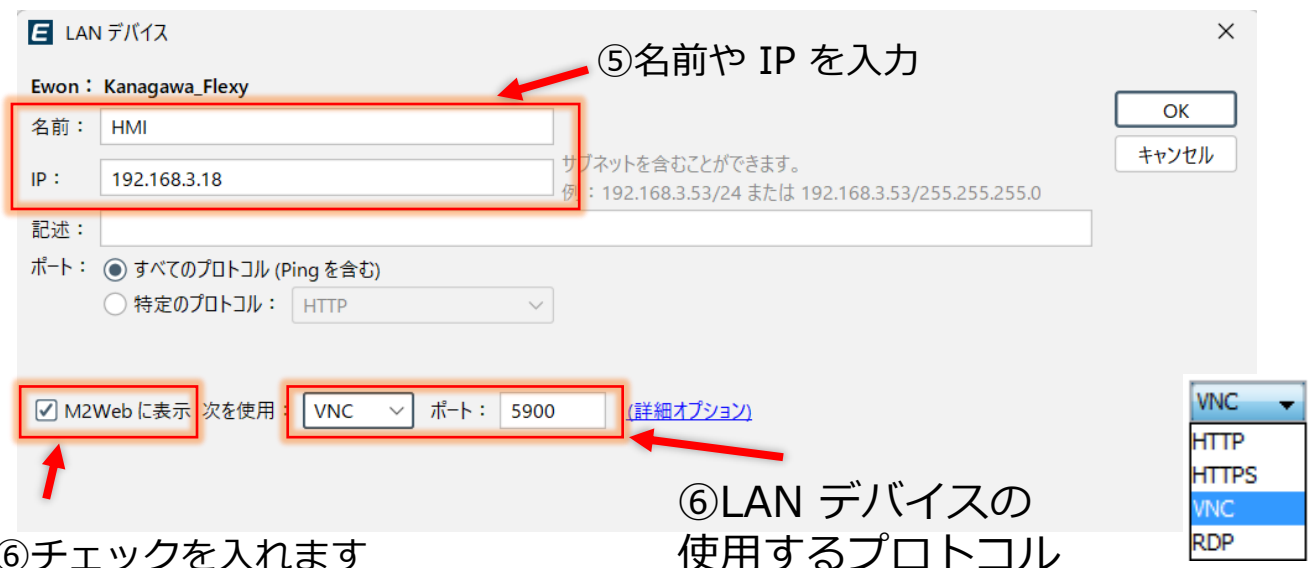 E LAN デバイス
⑤名前や IP を入力
Ewon： Kanagawa_Flexy
名前： HMI
OK
IP： 192.168.3.18
サブネットを含むことができます。
キャンセル
例：192.168.3.53/24 または 192.168.3.53/255.255.255.0
記述：
ポート： すべてのプロトコル (Ping を含む)
特定のプロトコル： HTTP
M2Web に表示 次を使用： VNC ポート： 5900 (詳細オプション)
VNC
HTTP
HTTPS
VNC
RDP
⑥LAN デバイスの
使用するプロトコル
⑥チェックを入れます